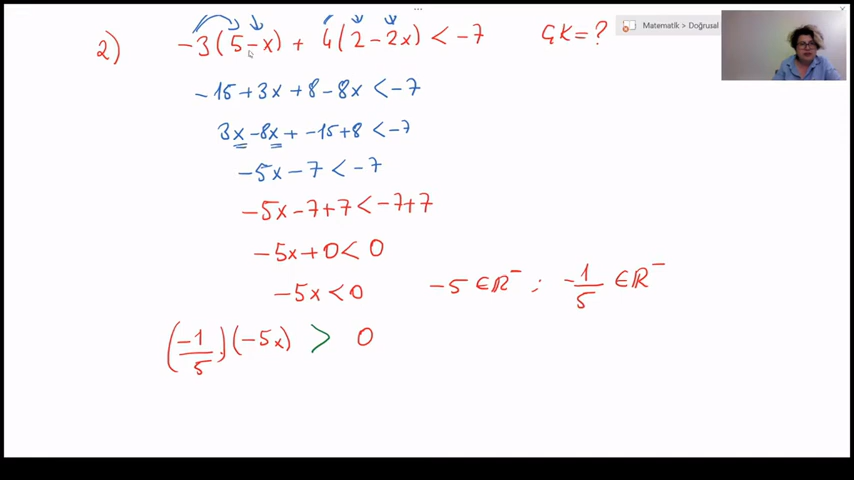 2) -3(5-x) + 4(2-2x) < -7 ÇK=?
Matematik > Doğrusal
-15+3x+8-8x<-7
3x-8x+-15+8<-7
-5x-7<-7
-5x-7+7<-7+7
-5x+0<0
-5x<0 -5∈R⁻ ; -1/5 ∈R⁻
(-1/5).(-5x) > 0